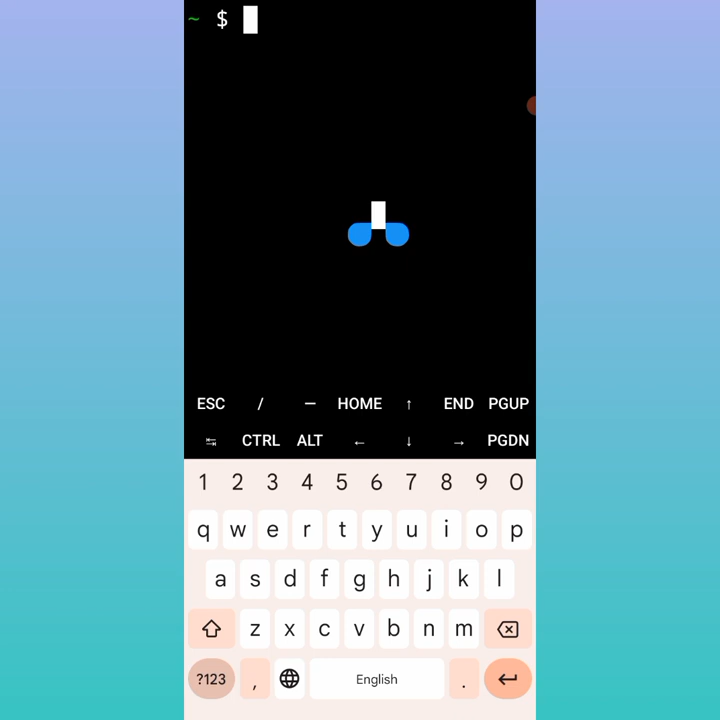 ~ $
ESC / — HOME ↑ END PGUP
↹ CTRL ALT ← ↓ → PGDN
1 2 3 4 5 6 7 8 9 0
q w e r t y u i o p
a s d f g h j k l
z x c v b n m
?123 , English .